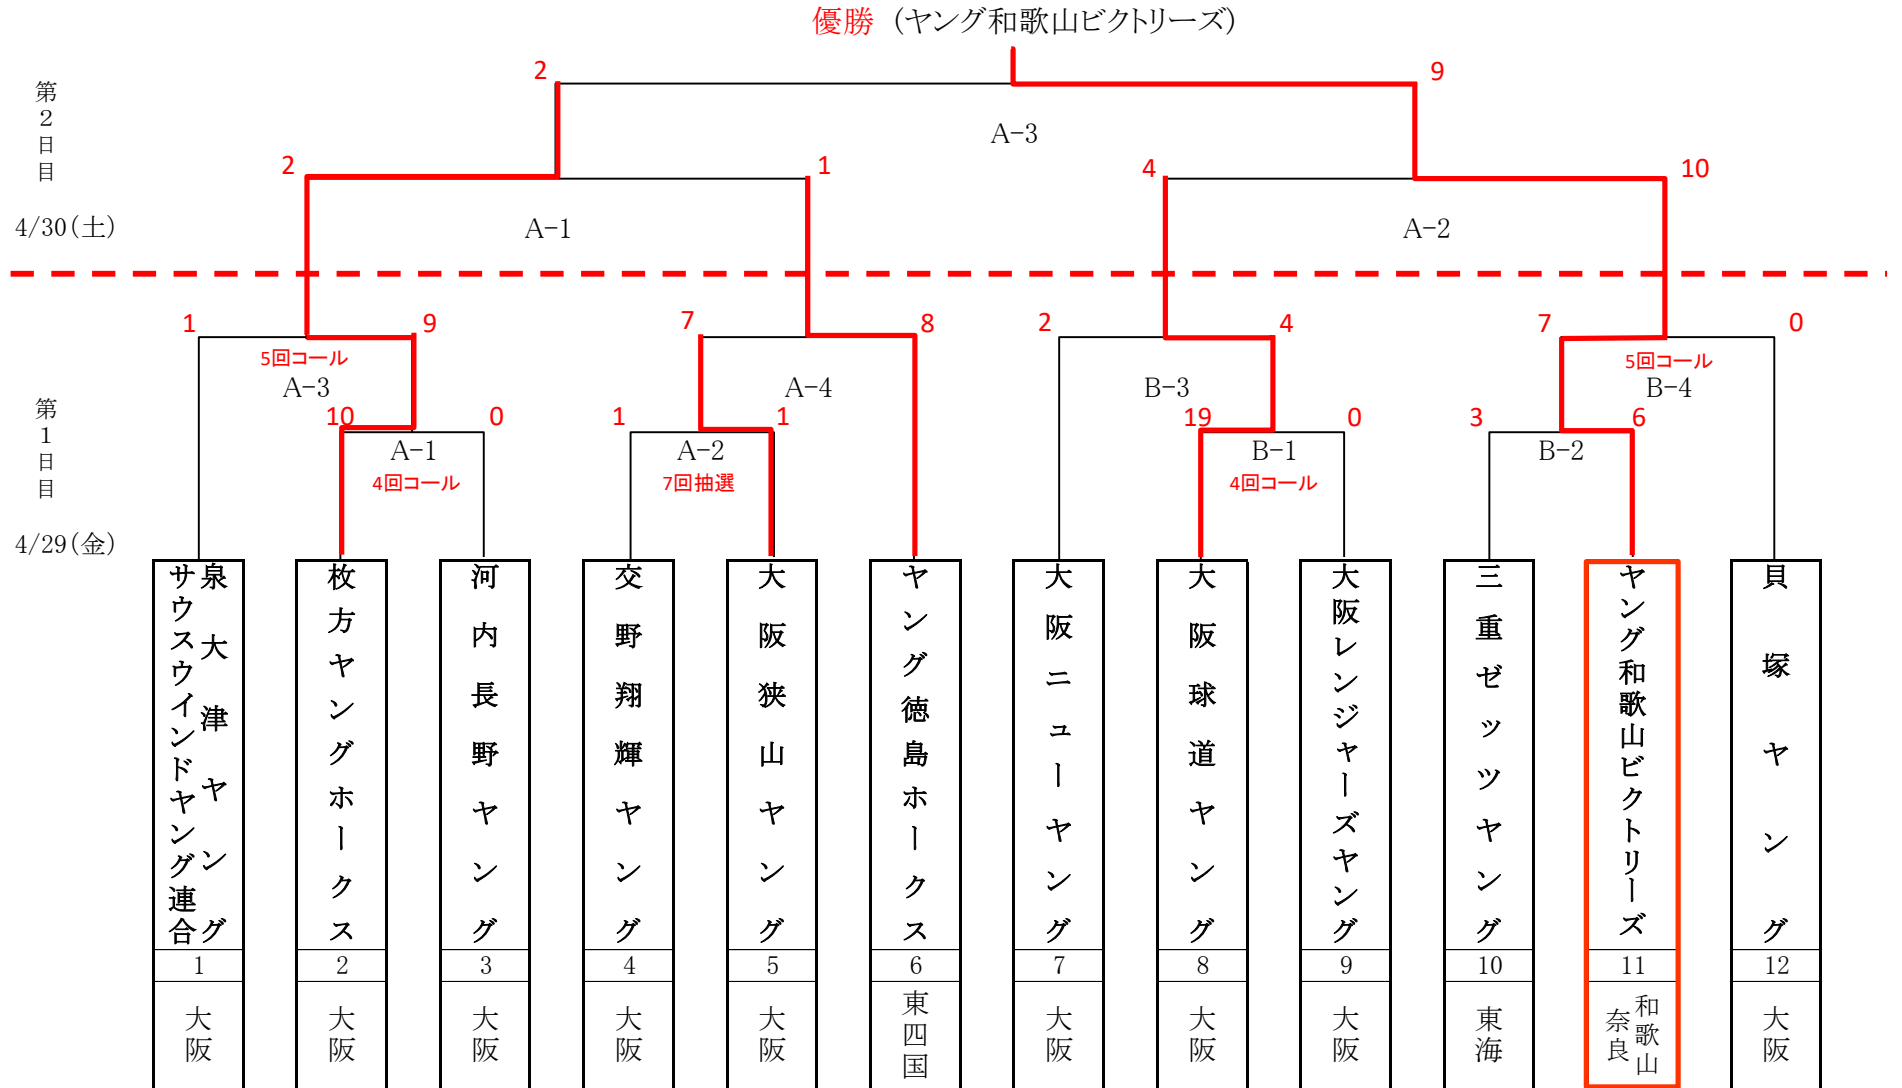 優勝 (ヤング和歌山ビクトリーズ)
2
9
第2日目
A-3
2
1
4
10
4/30(土)
A-1
A-2
1
9
7
8
2
4
7
0
5回コール
5回コール
A-3
A-4
B-3
B-4
第1日目
10
0
1
1
19
0
3
6
A-1
A-2
B-1
B-2
4回コール
7回抽選
4回コール
4/29(金)
泉大津ヤング
サウスウインドヤング連合
枚方ヤングホークス
河内長野ヤング
交野翔輝ヤング
大阪狭山ヤング
ヤング徳島ホークス
大阪ニューヤング
大阪球道ヤング
大阪レンジャーズヤング
三重ゼッツヤング
ヤング和歌山ビクトリーズ
貝塚ヤング
1
2
3
4
5
6
7
8
9
10
11
12
大阪
大阪
大阪
大阪
大阪
東四国
大阪
大阪
大阪
東海
和歌山
奈良
大阪